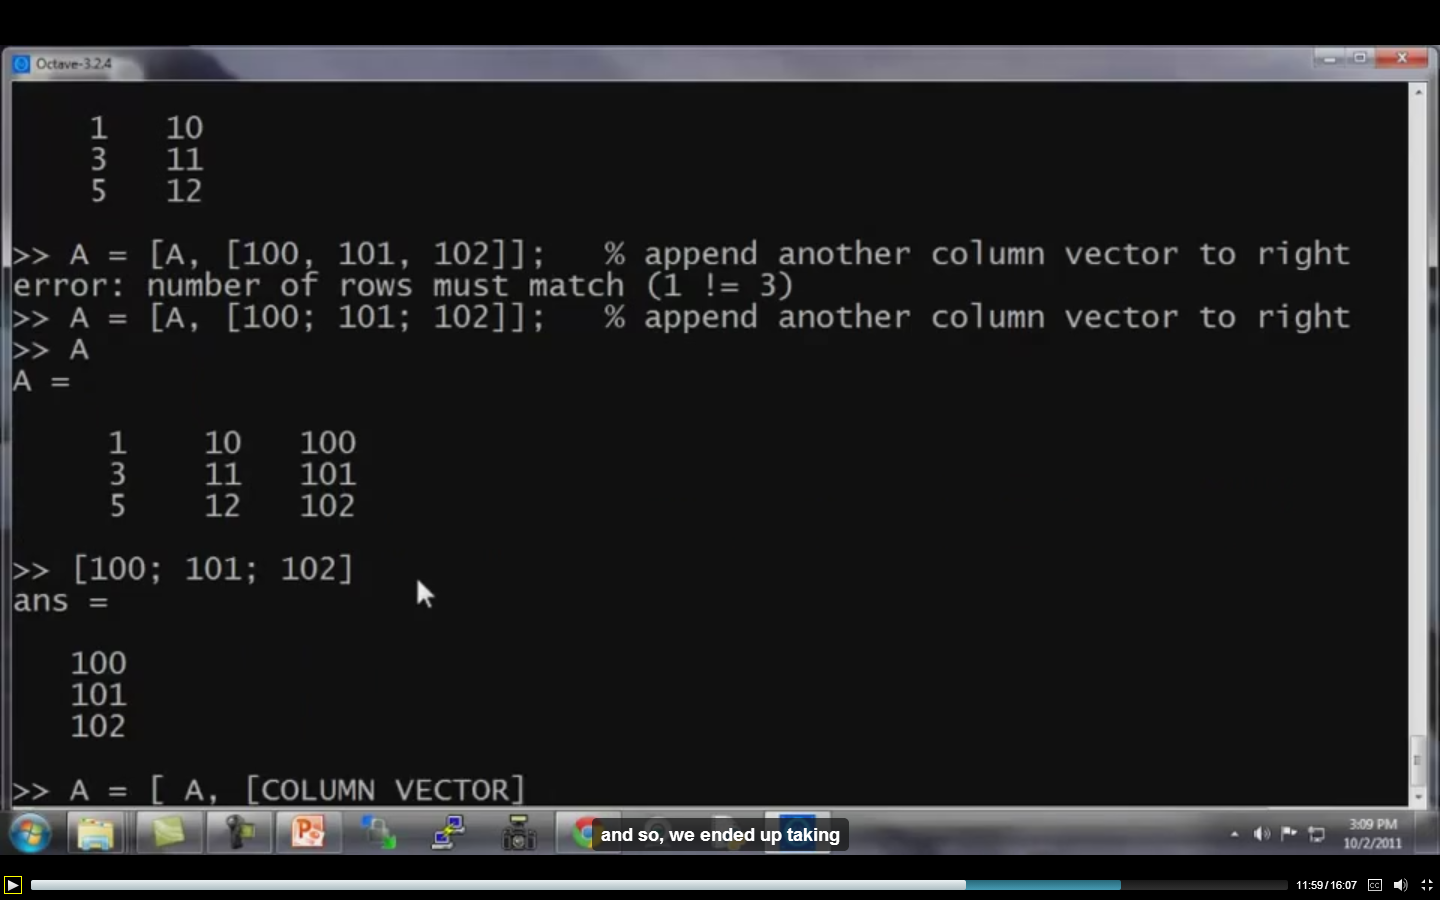 Octave-3.2.4
1 10
3 11
5 12
>> A = [A, [100, 101, 102]]; % append another column vector to right
error: number of rows must match (1 != 3)
>> A = [A, [100; 101; 102]]; % append another column vector to right
>> A
A =
1 10 100
3 11 101
5 12 102
>> [100; 101; 102]
ans =
100
101
102
>> A = [ A, [COLUMN VECTOR]
and so, we ended up taking
3:09 PM
10/2/2011
11:59/16:07
CC